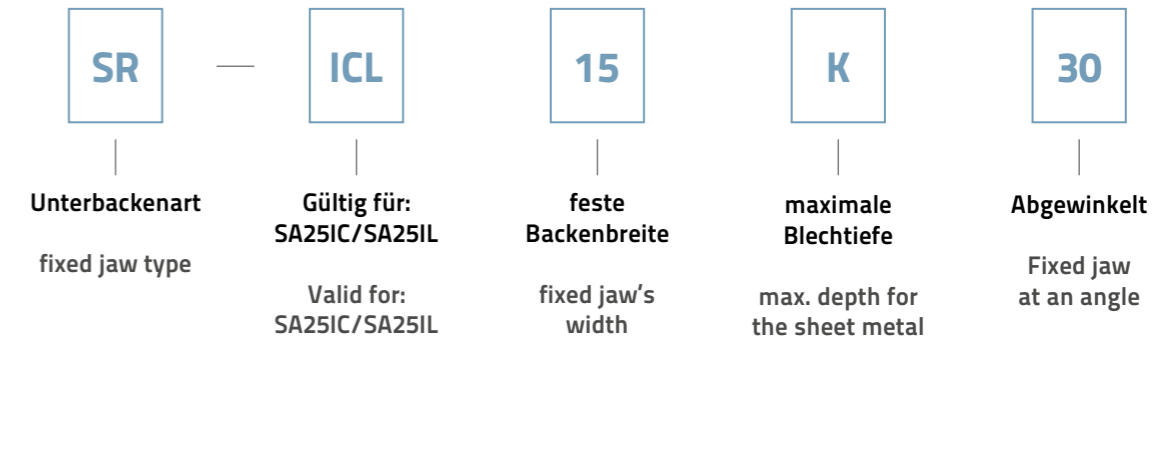 SR — ICL 15 K 30
Unterbackenart
fixed jaw type
Gültig für:
SA25IC/SA25IL
Valid for:
SA25IC/SA25IL
feste
Backenbreite
fixed jaw's
width
maximale
Blechtiefe
max. depth for
the sheet metal
Abgewinkelt
Fixed jaw
at an angle